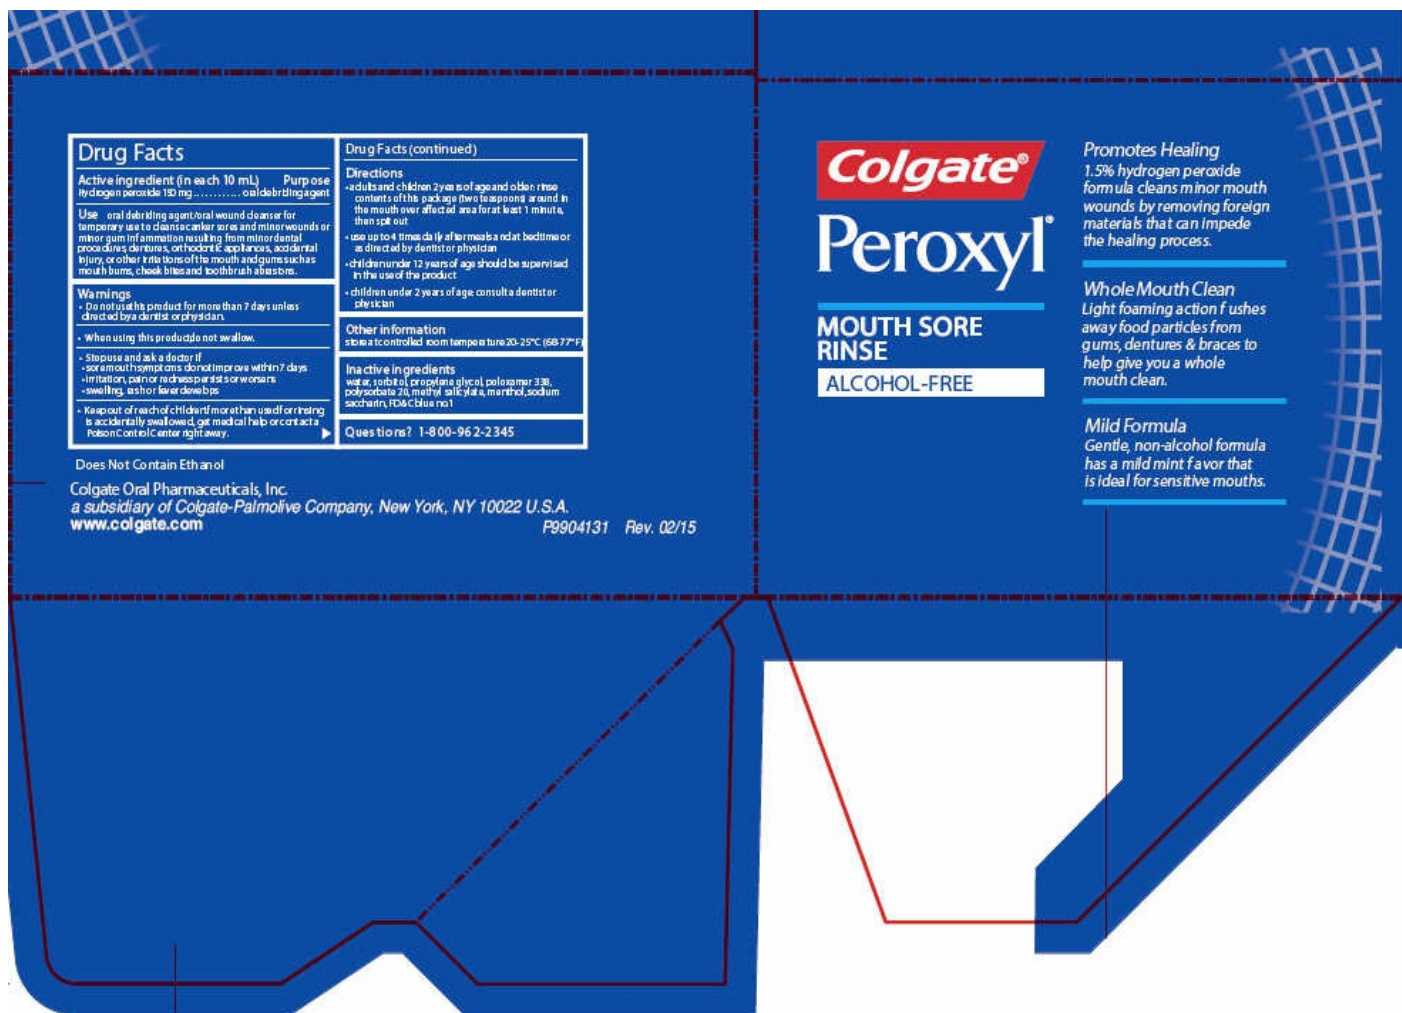 Drug Facts
Active ingredient (in each 10 mL) Purpose
Hydrogen peroxide 150 mg ............ oral debriding agent
Use oral debriding agent/oral wound cleanser for
temporary use to cleanse canker sores and minor wounds or
minor gum inflammation resulting from minor dental
procedures, dentures, orthodontic appliances, accidental
injury, or other irritations of the mouth and gums such as
mouth burns, cheek bites and toothbrush abrasions.
Warnings
• Do not use this product for more than 7 days unless
directed by a dentist or physician.
• When using this product do not swallow.
• Stop use and ask a doctor if
• sore mouth symptoms do not improve within 7 days
• irritation, pain or redness persists or worsens
• swelling, rash or fever develops
• Keep out of reach of children If more than used for rinsing
is accidentally swallowed, get medical help or contact a
Poison Control Center right away.
Drug Facts (continued)
Directions
• adults and children 2 years of age and older: rinse
contents of this package (two teaspoons) around in
the mouth over affected area for at least 1 minute,
then spit out
• use up to 4 times daily after meals and at bedtime or
as directed by dentist or physician
• children under 12 years of age should be supervised
in the use of the product
• children under 2 years of age: consult a dentist or
physician
Other information
store at controlled room temperature 20-25°C (68-77°F)
Inactive ingredients
water, sorbitol, propylene glycol, poloxamer 338,
polysorbate 20, methyl salicylate, menthol, sodium
saccharin, FD&C blue no. 1
Questions? 1-800-962-2345
Does Not Contain Ethanol
Colgate Oral Pharmaceuticals, Inc.
a subsidiary of Colgate-Palmolive Company, New York, NY 10022 U.S.A.
www.colgate.com
P9904131 Rev. 02/15
Colgate®
Peroxyl®
MOUTH SORE
RINSE
ALCOHOL-FREE
Promotes Healing
1.5% hydrogen peroxide
formula cleans minor mouth
wounds by removing foreign
materials that can impede
the healing process.
Whole Mouth Clean
Light foaming action f ushes
away food particles from
gums, dentures & braces to
help give you a whole
mouth clean.
Mild Formula
Gentle, non-alcohol formula
has a mild mint f avor that
is ideal for sensitive mouths.